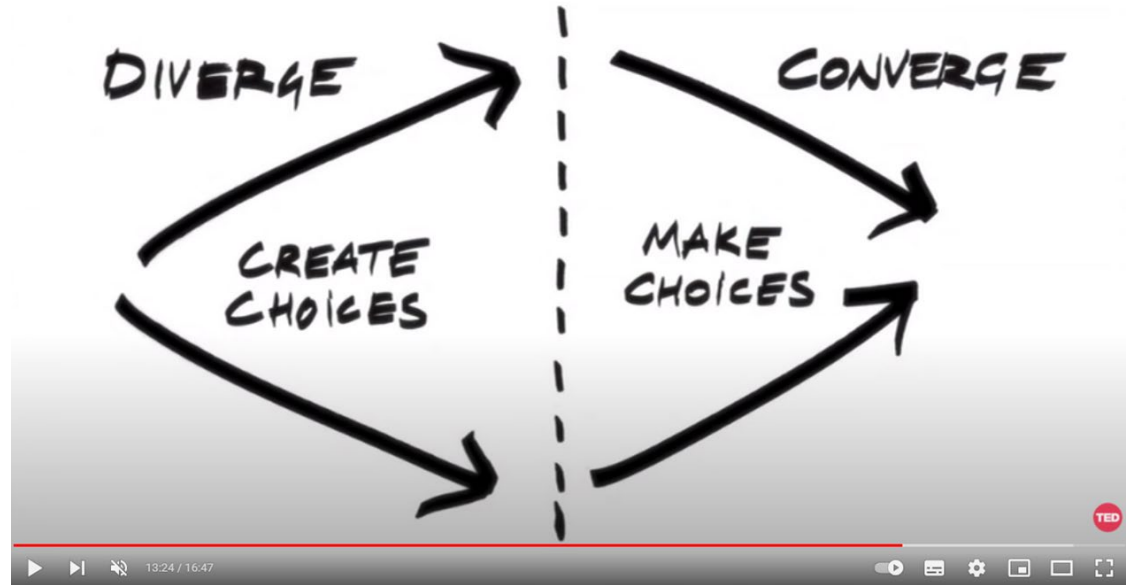 DIVERGE
CREATE
CHOICES
CONVERGE
MAKE
CHOICES
TED
13:24 / 16:47